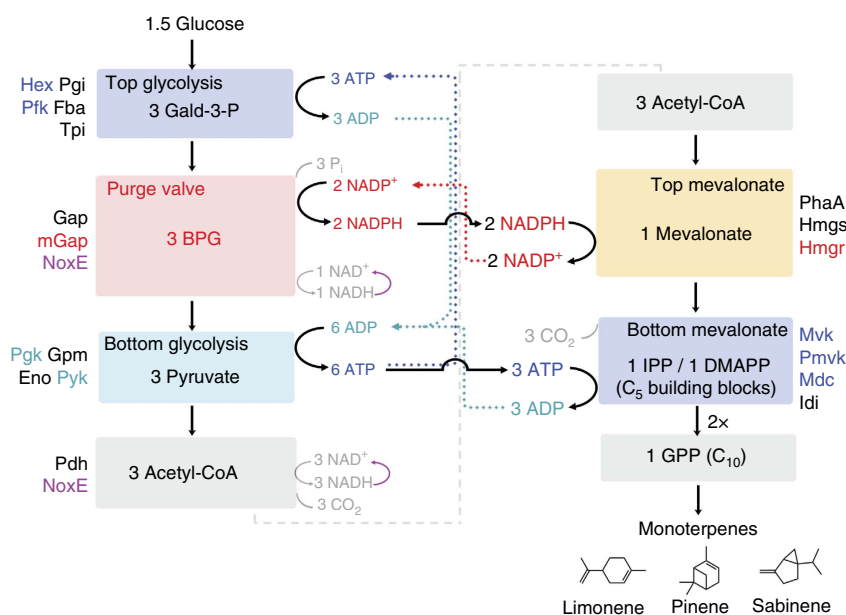 1.5 Glucose
Hex Pgi
Pfk Fba
Tpi
Top glycolysis
3 Gald-3-P
3 ATP
3 ADP
Gap
mGap
NoxE
Purge valve
3 BPG
3 Pi
2 NADP+
2 NADPH
1 NAD+
1 NADH
Pgk Gpm
Eno Pyk
Bottom glycolysis
3 Pyruvate
6 ADP
6 ATP
Pdh
NoxE
3 Acetyl-CoA
3 NAD+
3 NADH
3 CO2
3 Acetyl-CoA
2 NADPH
2 NADP+
Top mevalonate
1 Mevalonate
PhaA
Hmgs
Hmgr
3 CO2
3 ATP
3 ADP
Bottom mevalonate
1 IPP / 1 DMAPP
(C5 building blocks)
Mvk
Pmvk
Mdc
Idi
2×
1 GPP (C10)
Monoterpenes
Limonene Pinene Sabinene